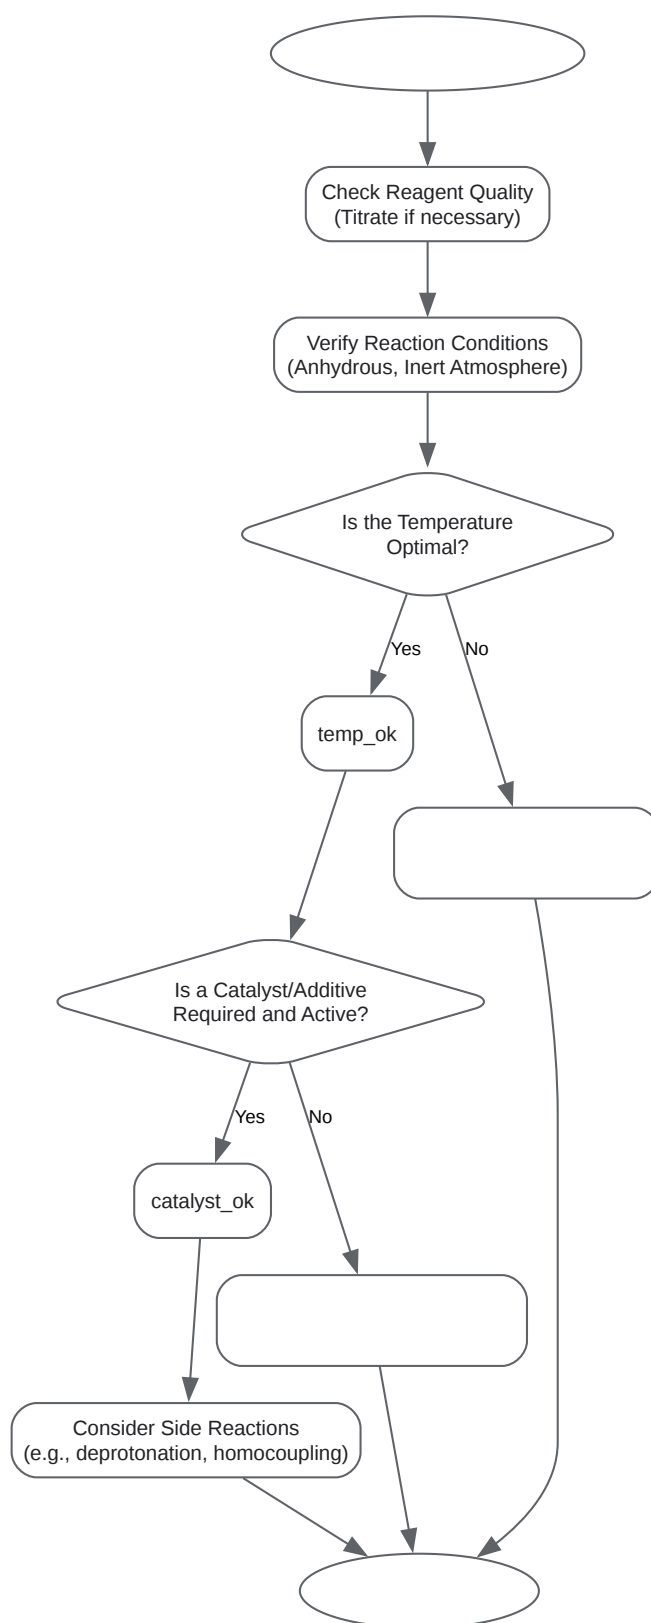 Check Reagent Quality
(Titrate if necessary)
Verify Reaction Conditions
(Anhydrous, Inert Atmosphere)
Is the Temperature
Optimal?
Yes
No
temp_ok
Is a Catalyst/Additive
Required and Active?
Yes
No
catalyst_ok
Consider Side Reactions
(e.g., deprotonation, homocoupling)